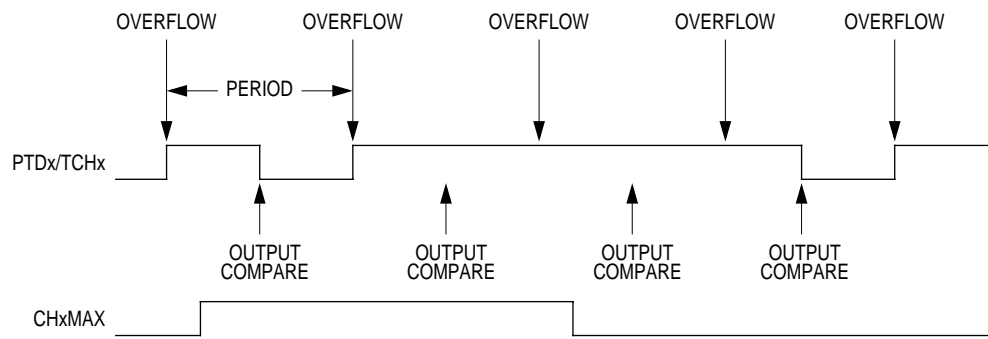 OVERFLOW OVERFLOW OVERFLOW OVERFLOW OVERFLOW
PERIOD
PTDx/TCHx
OUTPUT COMPARE
OUTPUT COMPARE
OUTPUT COMPARE
OUTPUT COMPARE
CHxMAX